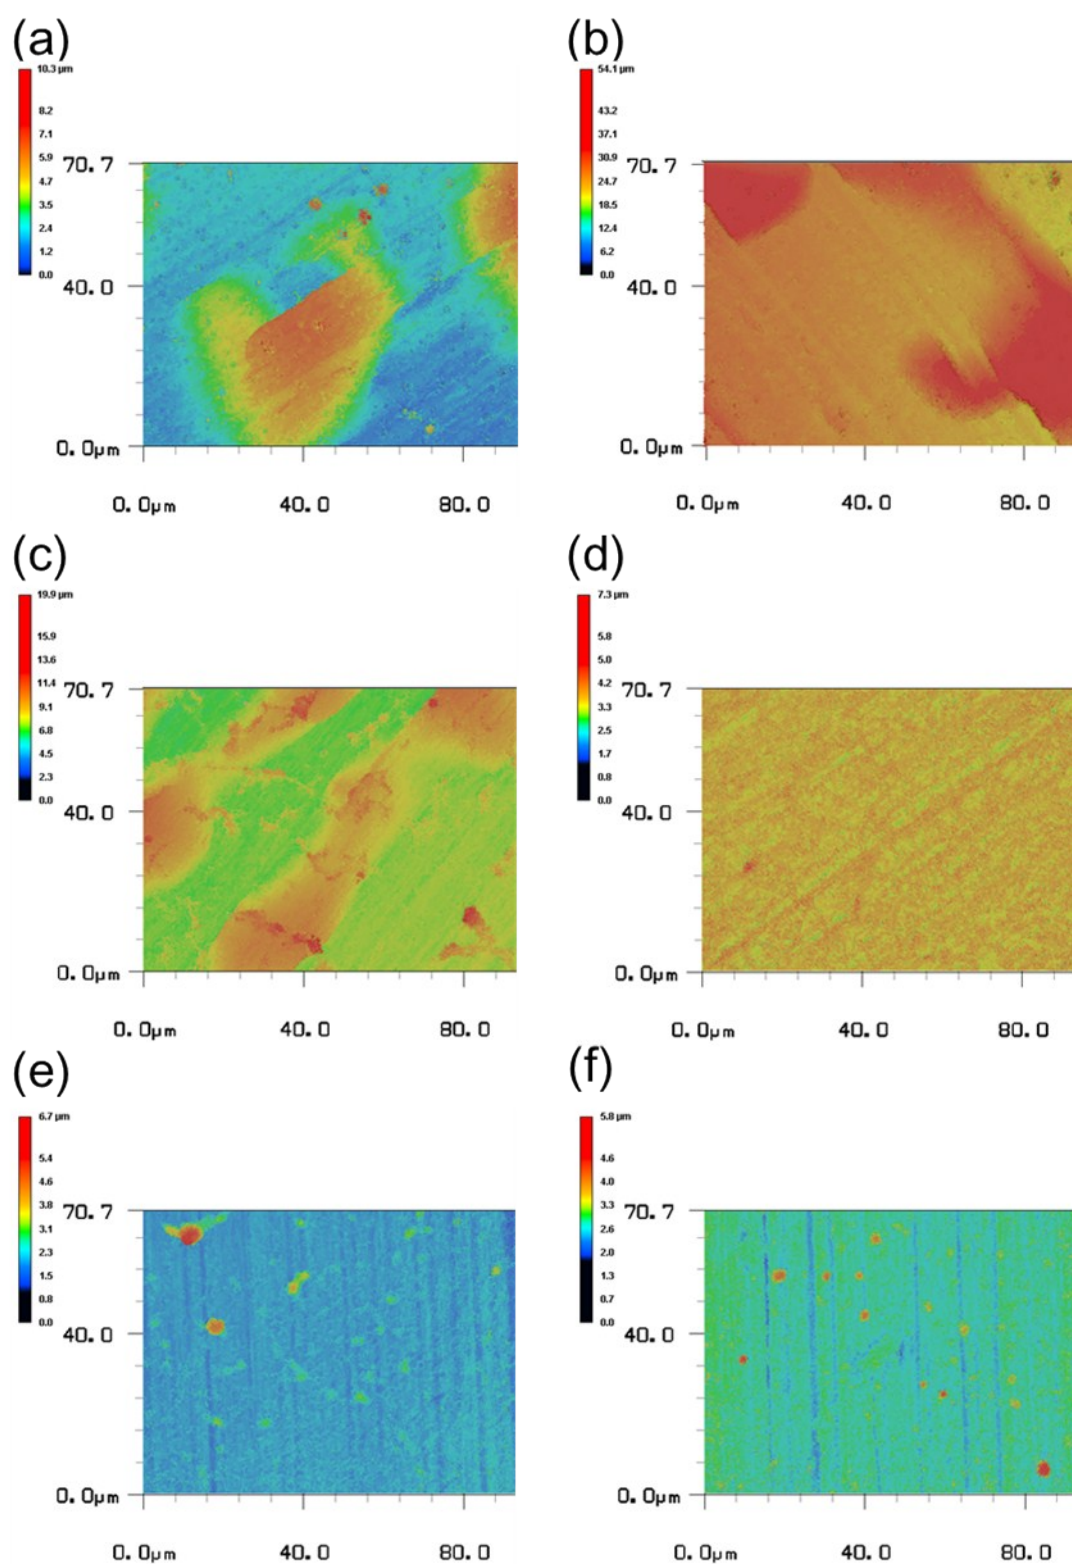 (a)
10.3 µm
8.2
7.1
5.9
4.7
3.5
2.4
1.2
0.0
70.7
40.0
0.0µm
0.0µm 40.0 80.0
(b)
54.1 µm
43.2
37.1
30.9
24.7
18.5
12.4
6.2
0.0
70.7
40.0
0.0µm
0.0µm 40.0 80.0
(c)
19.9 µm
15.9
13.6
11.4
9.1
6.8
4.5
2.3
0.0
70.7
40.0
0.0µm
0.0µm 40.0 80.0
(d)
7.3 µm
5.8
5.0
4.2
3.3
2.5
1.7
0.8
0.0
70.7
40.0
0.0µm
0.0µm 40.0 80.0
(e)
6.7 µm
5.4
4.6
3.8
3.1
2.3
1.5
0.8
0.0
70.7
40.0
0.0µm
0.0µm 40.0 80.0
(f)
5.8 µm
4.6
4.0
3.3
2.6
2.0
1.3
0.7
0.0
70.7
40.0
0.0µm
0.0µm 40.0 80.0